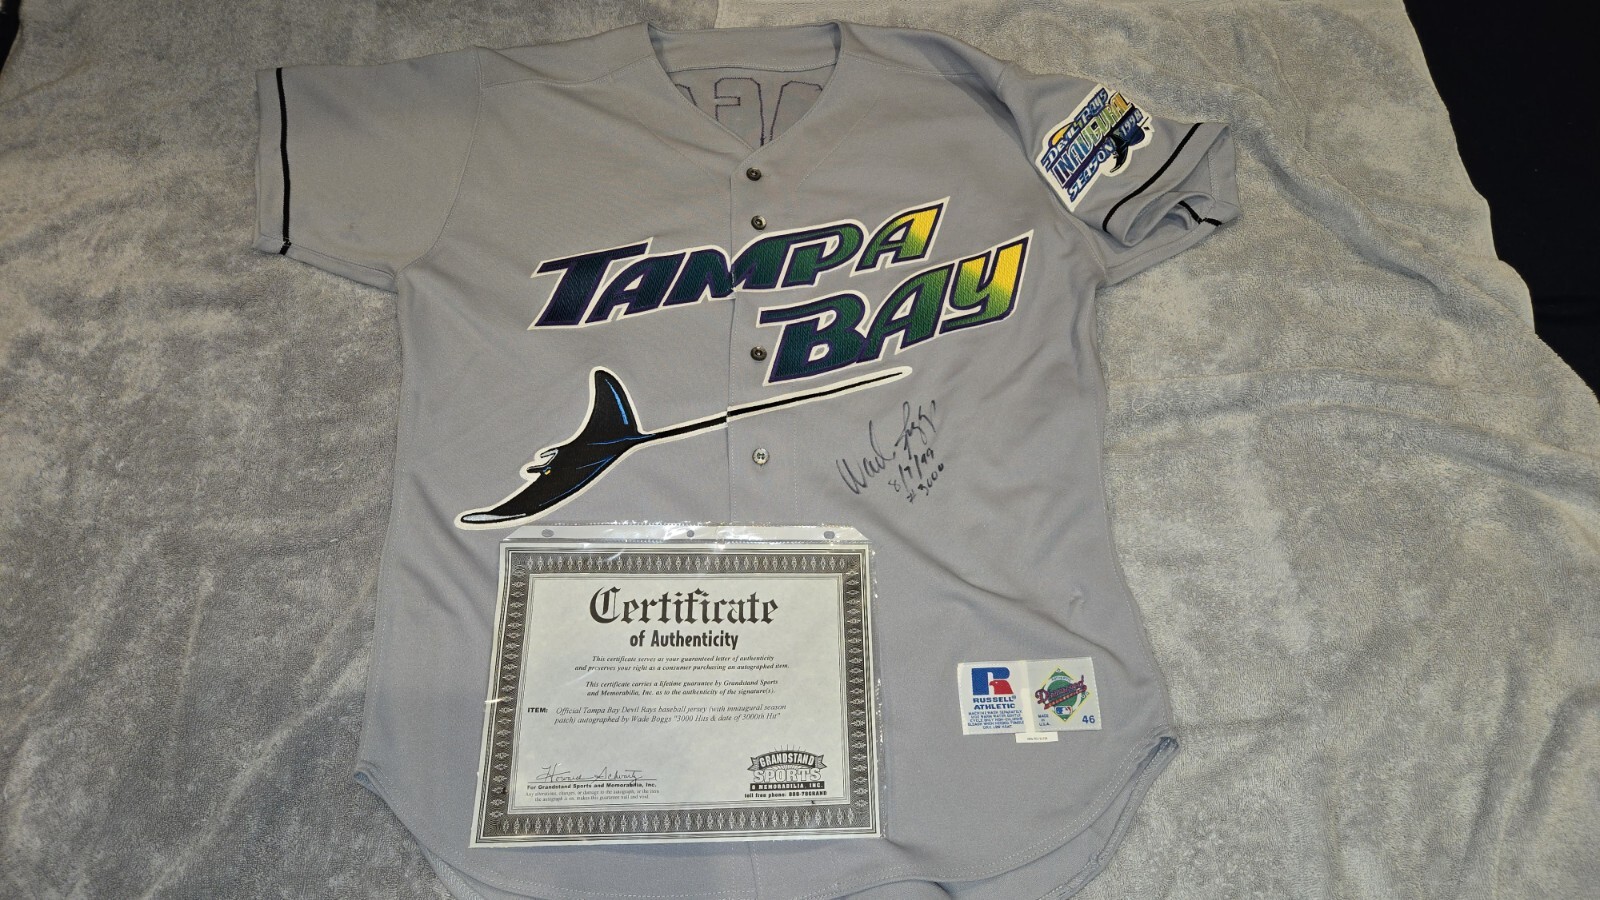 Devil Rays
INAUGURAL
SEASON 1998
TAMPA
BAY
Wade Boggs
8/7/99
# 3000
Certificate
of Authenticity
This certificate serves as your guaranteed letter of authenticity
and preserves your right as a consumer purchasing an autographed item.
This certificate carries a lifetime guarantee by Grandstand Sports
and Memorabilia, Inc. as to the authenticity of the signature(s).
ITEM: Official Tampa Bay Devil Rays baseball jersey (with innaugural season
patch) autographed by Wade Boggs "3000 Hits & date of 3000th Hit"
Howard Schwartz
For Grandstand Sports and Memorabilia, Inc.
GRANDSTAND
SPORTS
& MEMORABILIA, INC.
R
RUSSELL
ATHLETIC
MADE IN
U.S.A.
46